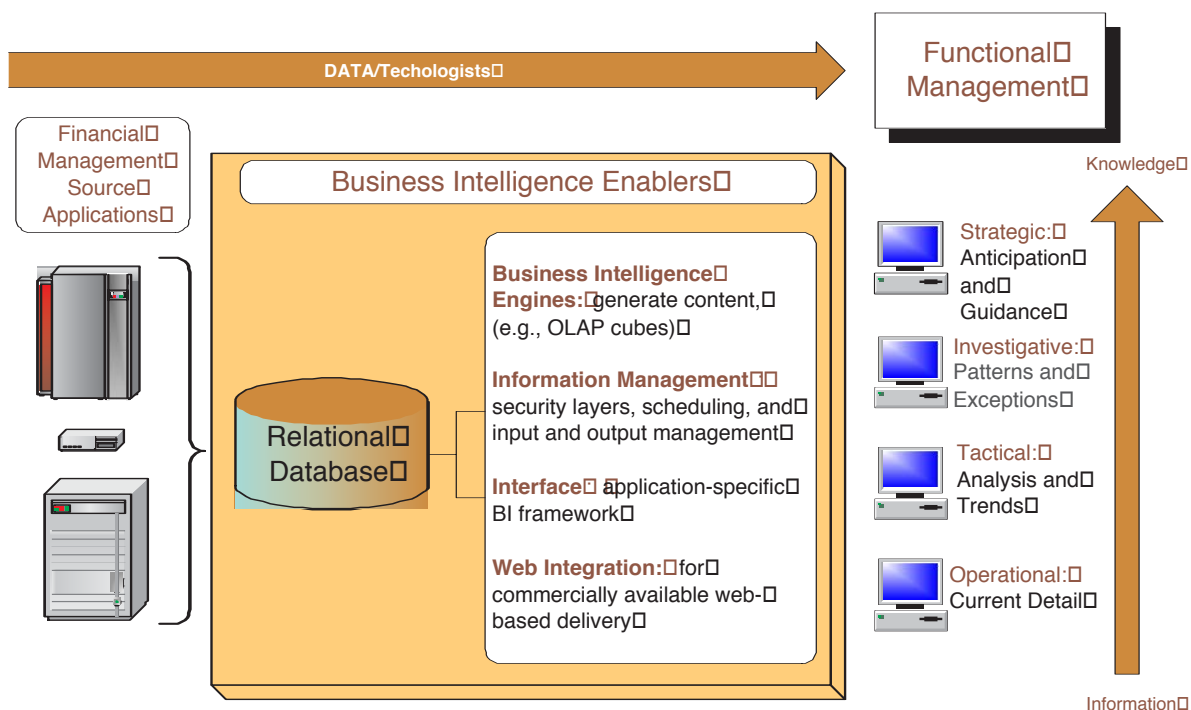 DATA/Techologists□
Functional□
Management□
Financial□
Management□
Source□
Applications□
Business Intelligence Enablers□
Relational□
Database□
Business Intelligence□
Engines:□generate content,□
(e.g., OLAP cubes)□
Information Management□□
security layers, scheduling, and□
input and output management□
Interface□ □application-specific□
BI framework□
Web Integration:□for□
commercially available web-□
based delivery□
Knowledge□
Strategic:□
Anticipation□
and□
Guidance□
Investigative:□
Patterns and□
Exceptions□
Tactical:□
Analysis and□
Trends□
Operational:□
Current Detail□
Information□